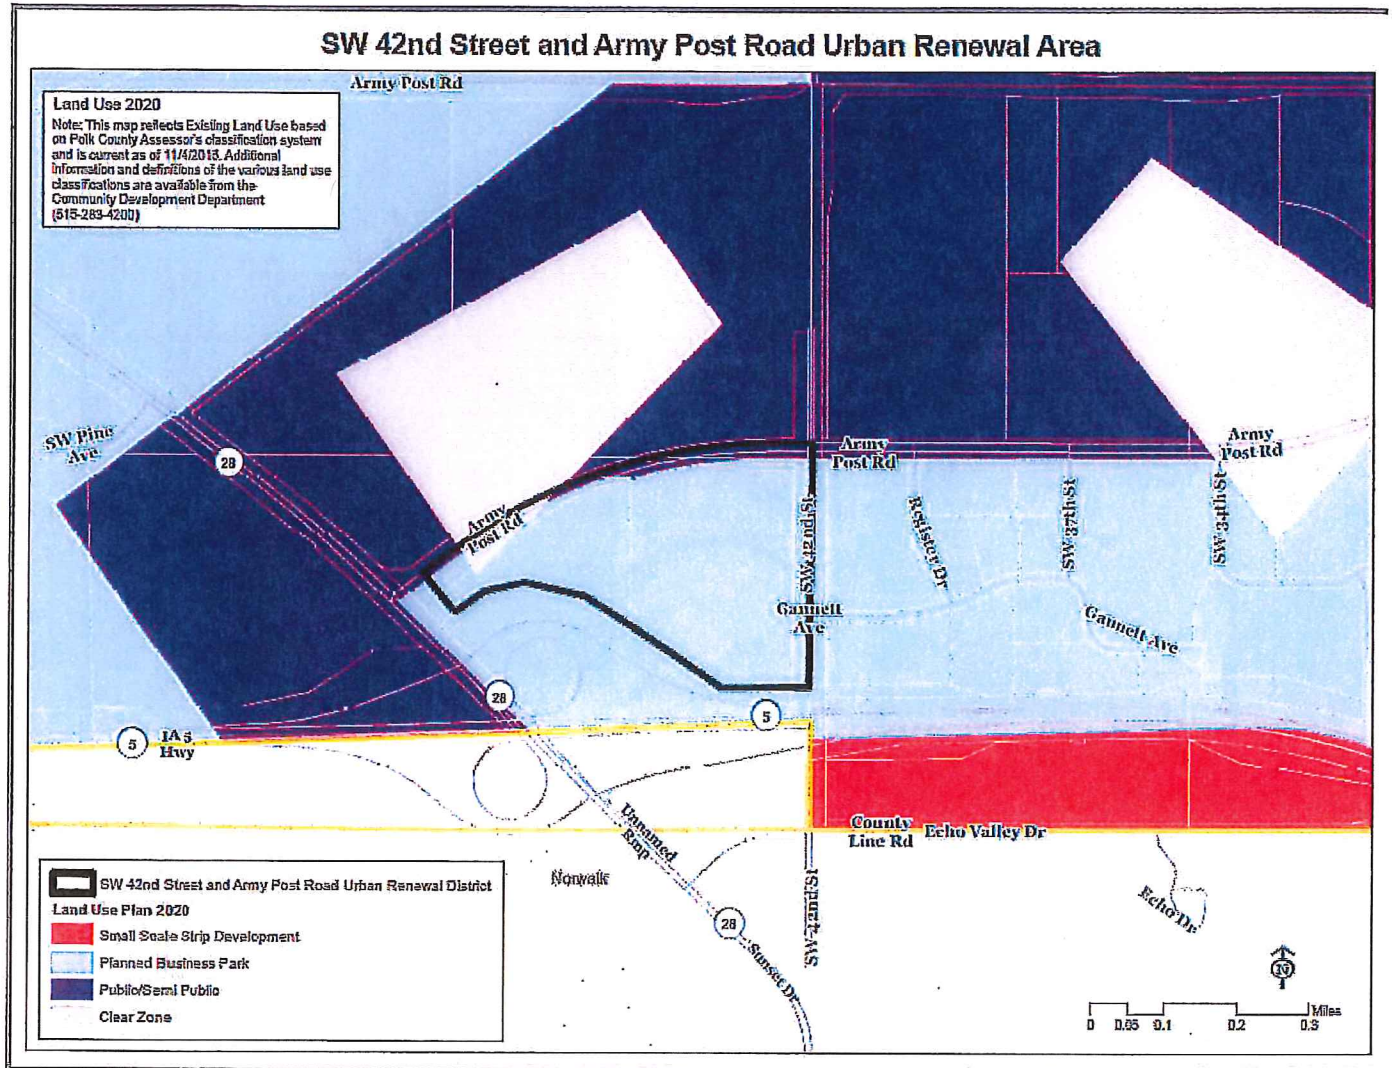 SW 42nd Street and Army Post Road Urban Renewal Area
Army Post Rd
Land Use 2020
Note: This map reflects Existing Land Use based
on Polk County Assessor's classification system
and is current as of 11/4/2013. Additional
information and definitions of the various land use
classifications are available from the
Community Development Department
(515-283-4200)
SW Pine
Ave
28
Army
Post Rd
Army
Post Rd
Army
Post Rd
SW 42nd St
Register Dr
SW 37th St
SW 34th St
Gannett
Ave
Gannett Ave
28
5
5
IA 5
Hwy
County
Line Rd
Echo Valley Dr
Unnamed
Rmp
Norwalk
SW 42nd St
Echo Dr
28
Sunset Dr
SW 42nd Street and Army Post Road Urban Renewal District
Land Use Plan 2020
Small Scale Strip Development
Planned Business Park
Public/Semi Public
Clear Zone
N
Miles
0 0.05 0.1 0.2 0.3